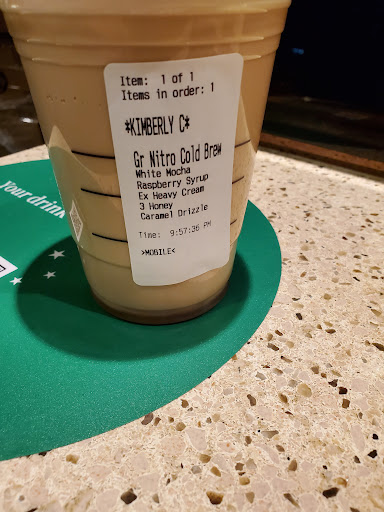 Item: 1 of 1
Items in order: 1
*KIMBERLY C*
Gr Nitro Cold Brew
White Mocha
Raspberry Syrup
Ex Heavy Cream
3 Honey
Caramel Drizzle
Time: 9:57:36 PM
>MOBILE<
your drink